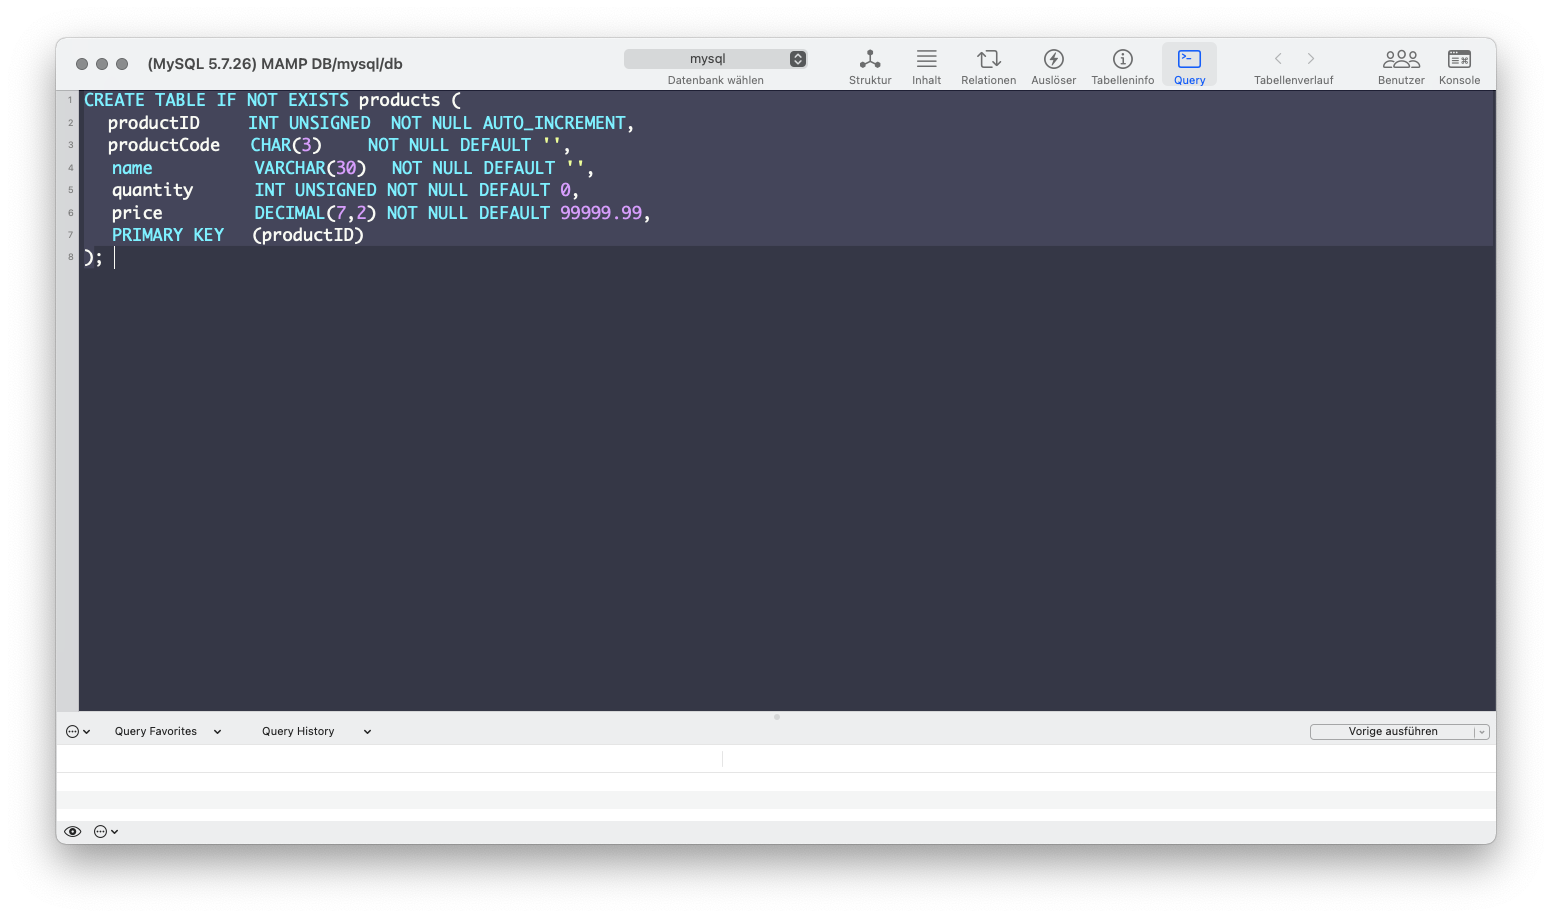 (MySQL 5.7.26) MAMP DB/mysql/db
mysql
Datenbank wählen
Struktur
Inhalt
Relationen
Auslöser
Tabelleninfo
Query
Tabellenverlauf
Benutzer
Konsole
1 CREATE TABLE IF NOT EXISTS products (
2 productID INT UNSIGNED NOT NULL AUTO_INCREMENT,
3 productCode CHAR(3) NOT NULL DEFAULT '',
4 name VARCHAR(30) NOT NULL DEFAULT '',
5 quantity INT UNSIGNED NOT NULL DEFAULT 0,
6 price DECIMAL(7,2) NOT NULL DEFAULT 99999.99,
7 PRIMARY KEY (productID)
8 );
Query Favorites
Query History
Vorige ausführen